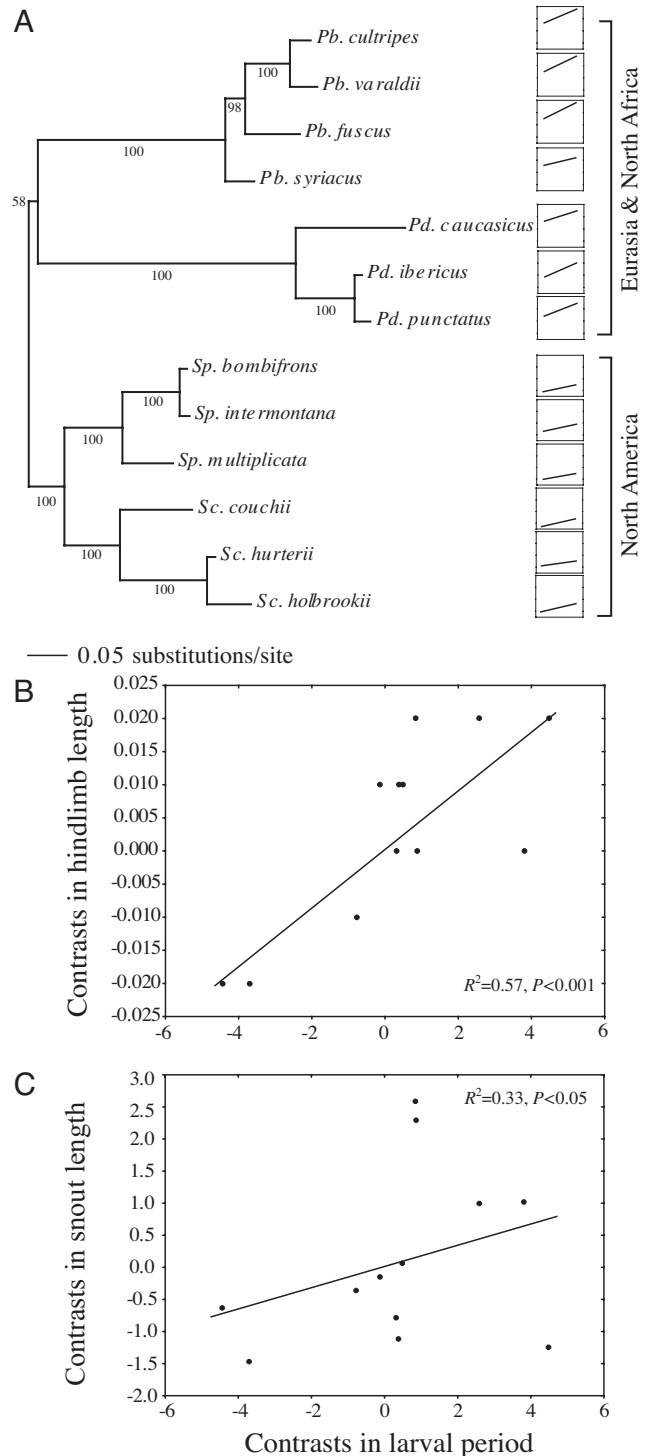 A
Pb. cultripes
100
Pb. varaldii
98
Pb. fuscus
100
Pb. syriacus
58
Pd. caucasicus
100
Pd. ibericus
100
Pd. punctatus
Eurasia & North Africa
Sp. bombifrons
100
Sp. intermontana
100
Sp. multiplicata
100
Sc. couchii
100
Sc. hurterii
100
Sc. holbrookii
North America
0.05 substitutions/site
B
Contrasts in hindlimb length
0.025
0.020
0.015
0.010
0.005
0.000
-0.005
-0.010
-0.015
-0.020
-0.025
R²=0.57, P<0.001
-6 -4 -2 0 2 4 6
C
Contrasts in snout length
3.0
2.5
2.0
1.5
1.0
0.5
0.0
-0.5
-1.0
-1.5
-2.0
R²=0.33, P<0.05
-6 -4 -2 0 2 4 6
Contrasts in larval period